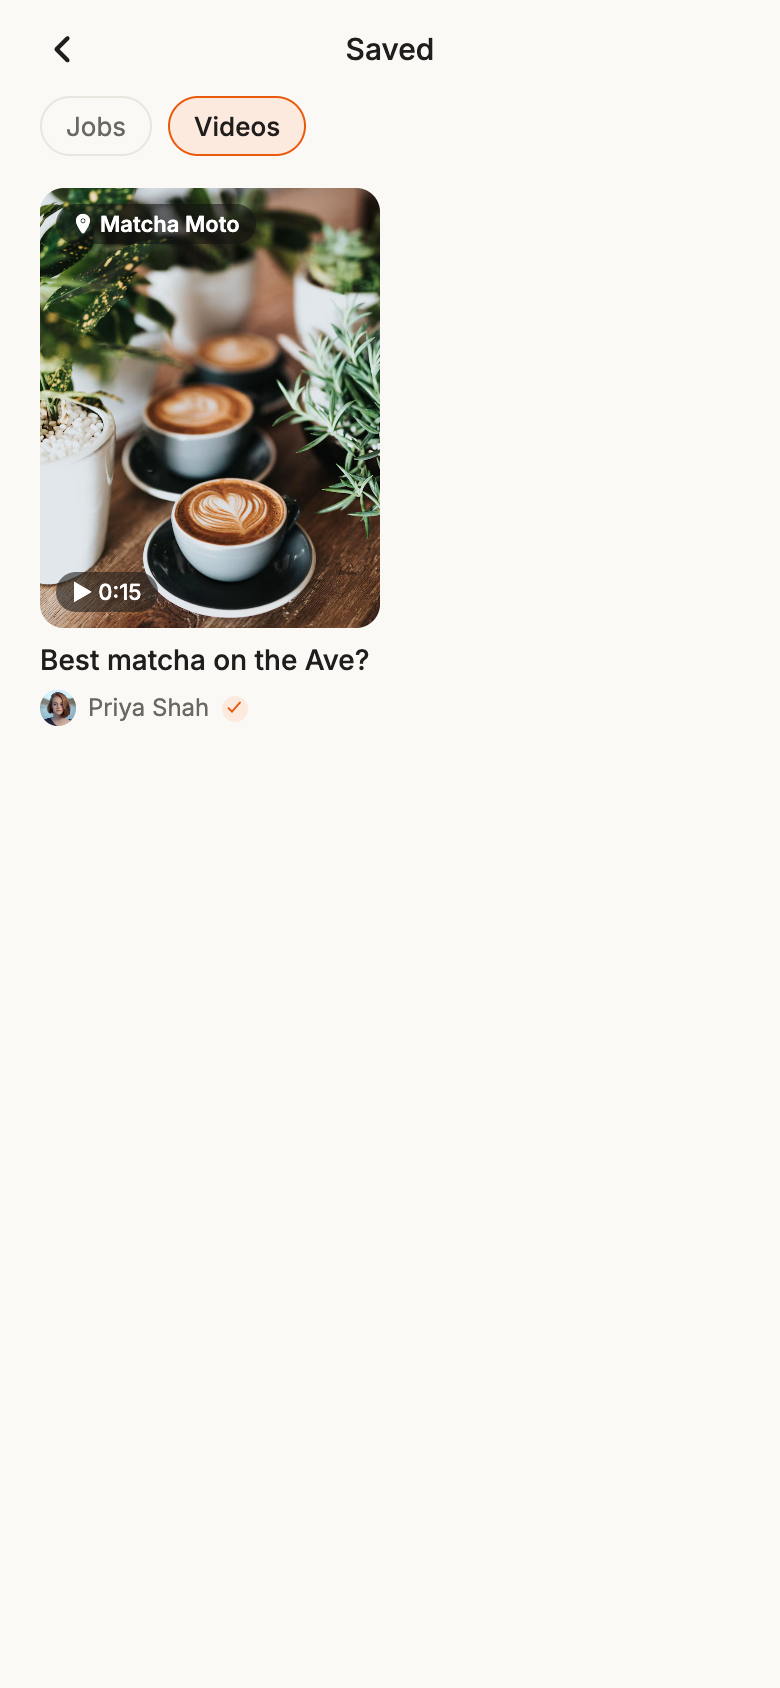 Saved
Jobs
Videos
Matcha Moto
0:15
Best matcha on the Ave?
Priya Shah